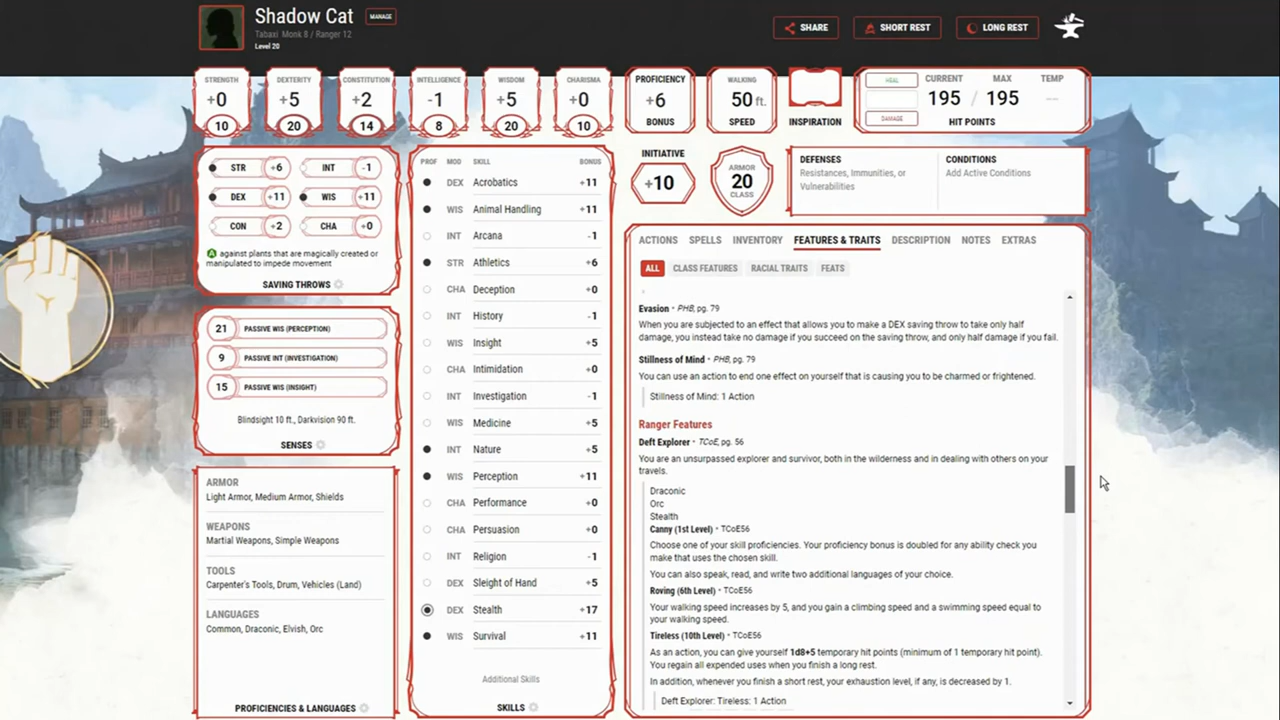 Shadow Cat MANAGE
Tabaxi Monk 8 / Ranger 12
Level 20
SHARE SHORT REST LONG REST
STRENGTH +0 10
DEXTERITY +5 20
CONSTITUTION +2 14
INTELLIGENCE -1 8
WISDOM +5 20
CHARISMA +0 10
PROFICIENCY +6 BONUS
WALKING 50 ft. SPEED
INSPIRATION
HEAL
DAMAGE
CURRENT MAX TEMP
195 / 195 --
HIT POINTS
STR +6 INT -1
DEX +11 WIS +11
CON +2 CHA +0
A against plants that are magically created or
manipulated to impede movement
SAVING THROWS
21 PASSIVE WIS (PERCEPTION)
9 PASSIVE INT (INVESTIGATION)
15 PASSIVE WIS (INSIGHT)
Blindsight 10 ft., Darkvision 90 ft.
SENSES
ARMOR
Light Armor, Medium Armor, Shields
WEAPONS
Martial Weapons, Simple Weapons
TOOLS
Carpenter's Tools, Drum, Vehicles (Land)
LANGUAGES
Common, Draconic, Elvish, Orc
PROFICIENCIES & LANGUAGES
PROF MOD SKILL BONUS
DEX Acrobatics +11
WIS Animal Handling +11
INT Arcana -1
STR Athletics +6
CHA Deception +0
INT History -1
WIS Insight +5
CHA Intimidation +0
INT Investigation -1
WIS Medicine +5
INT Nature +5
WIS Perception +11
CHA Performance +0
CHA Persuasion +0
INT Religion -1
DEX Sleight of Hand +5
DEX Stealth +17
WIS Survival +11
Additional Skills
SKILLS
INITIATIVE
+10
ARMOR
20
CLASS
DEFENSES
Resistances, Immunities, or
Vulnerabilities
CONDITIONS
Add Active Conditions
ACTIONS SPELLS INVENTORY FEATURES & TRAITS DESCRIPTION NOTES EXTRAS
ALL CLASS FEATURES RACIAL TRAITS FEATS
Evasion • PHB, pg. 79
When you are subjected to an effect that allows you to make a DEX saving throw to take only half
damage, you instead take no damage if you succeed on the saving throw, and only half damage if you fail.
Stillness of Mind • PHB, pg. 79
You can use an action to end one effect on yourself that is causing you to be charmed or frightened.
Stillness of Mind: 1 Action
Ranger Features
Deft Explorer • TCoE, pg. 56
You are an unsurpassed explorer and survivor, both in the wilderness and in dealing with others on your
travels.
Draconic
Orc
Stealth
Canny (1st Level) • TCoE56
Choose one of your skill proficiencies. Your proficiency bonus is doubled for any ability check you
make that uses the chosen skill.
You can also speak, read, and write two additional languages of your choice.
Roving (6th Level) • TCoE56
Your walking speed increases by 5, and you gain a climbing speed and a swimming speed equal to
your walking speed.
Tireless (10th Level) • TCoE56
As an action, you can give yourself 1d8+5 temporary hit points (minimum of 1 temporary hit point).
You regain all expended uses when you finish a long rest.
In addition, whenever you finish a short rest, your exhaustion level, if any, is decreased by 1.
Deft Explorer: Tireless: 1 Action